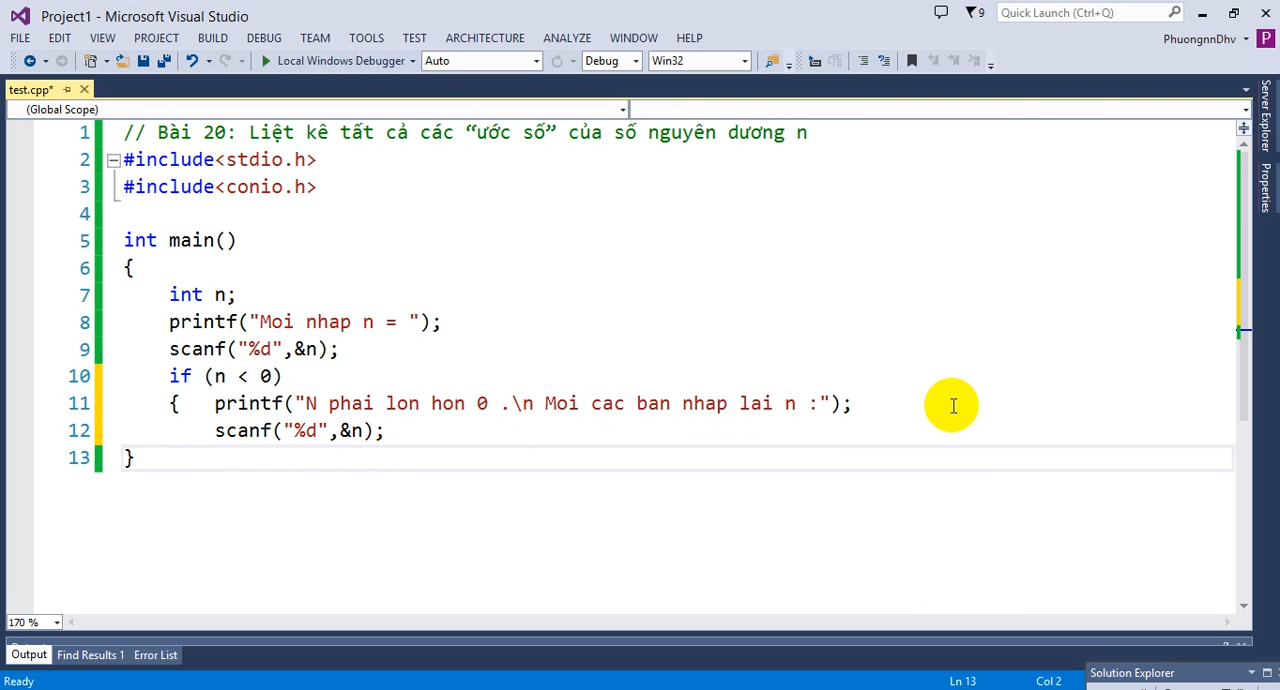 Project1 - Microsoft Visual Studio
9
Quick Launch (Ctrl+Q)
FILE EDIT VIEW PROJECT BUILD DEBUG TEAM TOOLS TEST ARCHITECTURE ANALYZE WINDOW HELP
PhuongnnDhv P
Local Windows Debugger Auto Debug Win32
test.cpp*
(Global Scope)
1 // Bài 20: Liệt kê tất cả các “ước số” của số nguyên dương n
2 #include<stdio.h>
3 #include<conio.h>
4
5 int main()
6 {
7 int n;
8 printf("Moi nhap n = ");
9 scanf("%d",&n);
10 if (n < 0)
11 { printf("N phai lon hon 0 .\n Moi cac ban nhap lai n :");
12 scanf("%d",&n);
13 }
Server Explorer
Properties
170 %
Output Find Results 1 Error List
Ready Ln 13 Col 2
Solution Explorer